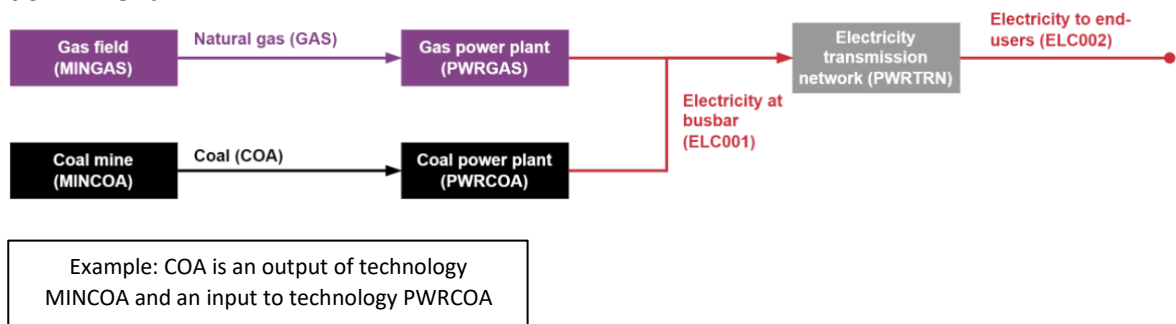 Gas field
(MINGAS)
Natural gas (GAS)
Gas power plant
(PWRGAS)
Electricity
transmission
network (PWRTRN)
Electricity to end-
users (ELC002)
Electricity at
busbar
(ELC001)
Coal mine
(MINCOA)
Coal (COA)
Coal power plant
(PWRCOA)
Example: COA is an output of technology
MINCOA and an input to technology PWRCOA